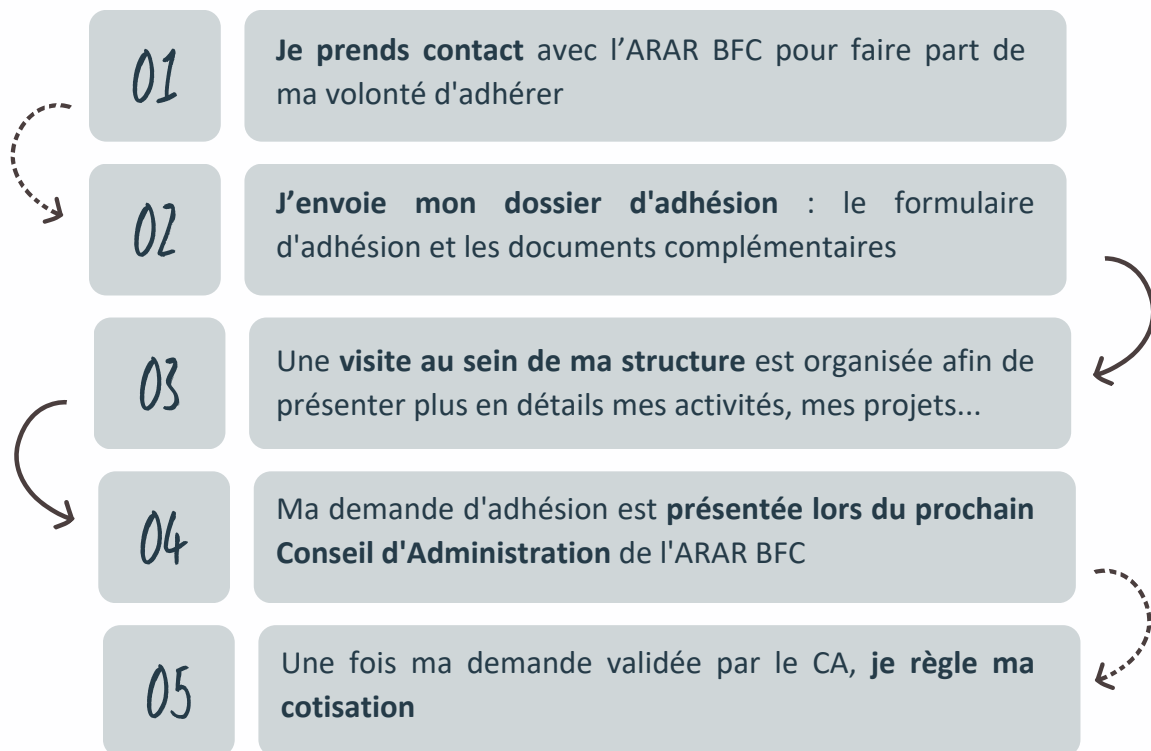 01
Je prends contact avec l’ARAR BFC pour faire part de
ma volonté d'adhérer
02
J’envoie mon dossier d'adhésion : le formulaire
d'adhésion et les documents complémentaires
03
Une visite au sein de ma structure est organisée afin de
présenter plus en détails mes activités, mes projets...
04
Ma demande d'adhésion est présentée lors du prochain
Conseil d'Administration de l'ARAR BFC
05
Une fois ma demande validée par le CA, je règle ma
cotisation